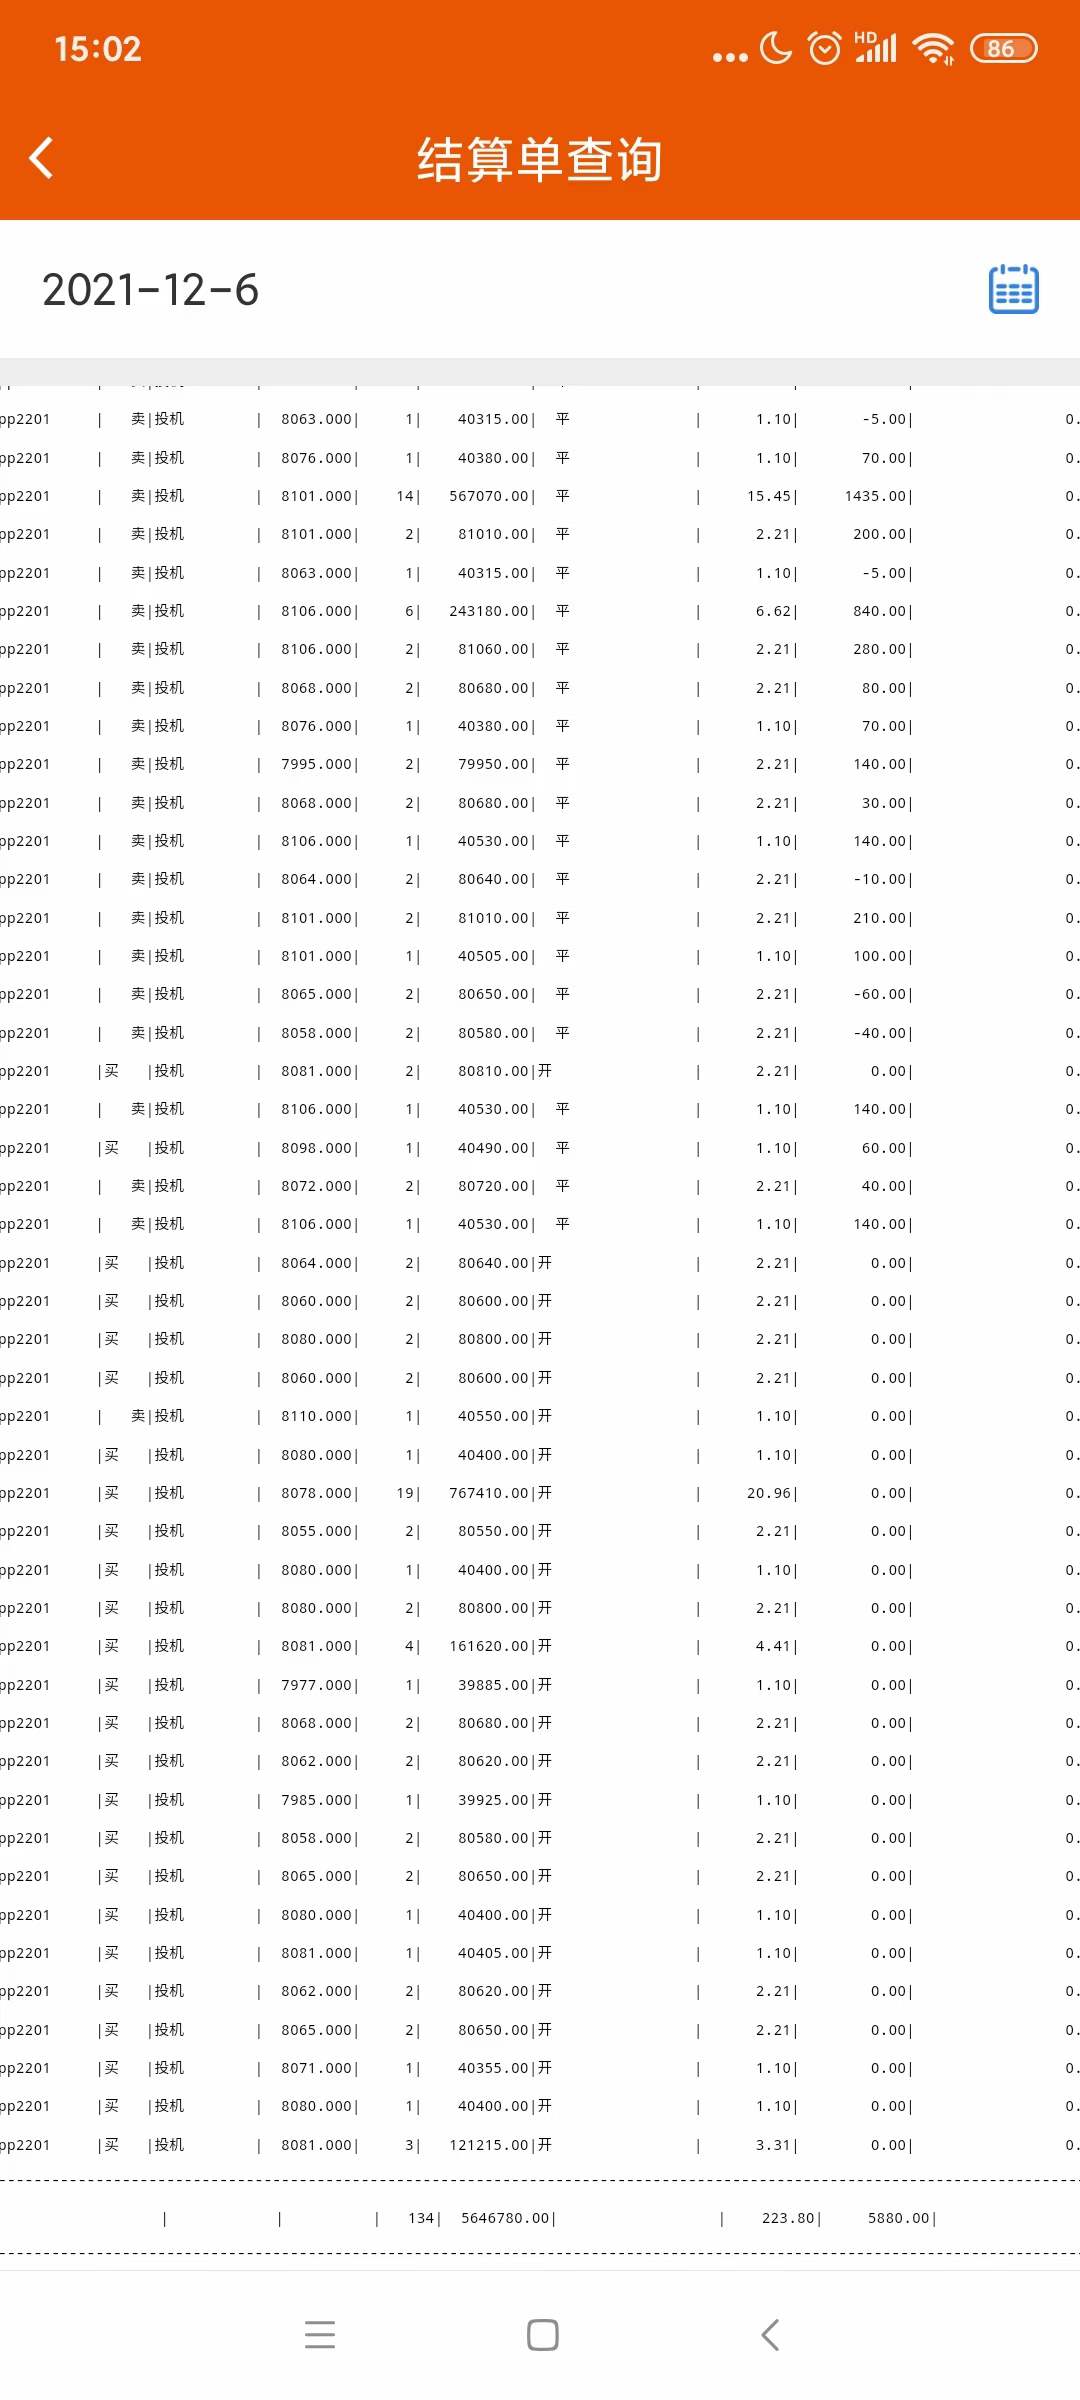 15:02
HD
86
结算单查询
2021-12-6
pp2201 | 卖|投机 | 8063.000| 1| 40315.00| 平 | 1.10| -5.00| 0.
pp2201 | 卖|投机 | 8076.000| 1| 40380.00| 平 | 1.10| 70.00| 0.
pp2201 | 卖|投机 | 8101.000| 14| 567070.00| 平 | 15.45| 1435.00| 0.
pp2201 | 卖|投机 | 8101.000| 2| 81010.00| 平 | 2.21| 200.00| 0.
pp2201 | 卖|投机 | 8063.000| 1| 40315.00| 平 | 1.10| -5.00| 0.
pp2201 | 卖|投机 | 8106.000| 6| 243180.00| 平 | 6.62| 840.00| 0.
pp2201 | 卖|投机 | 8106.000| 2| 81060.00| 平 | 2.21| 280.00| 0.
pp2201 | 卖|投机 | 8068.000| 2| 80680.00| 平 | 2.21| 80.00| 0.
pp2201 | 卖|投机 | 8076.000| 1| 40380.00| 平 | 1.10| 70.00| 0.
pp2201 | 卖|投机 | 7995.000| 2| 79950.00| 平 | 2.21| 140.00| 0.
pp2201 | 卖|投机 | 8068.000| 2| 80680.00| 平 | 2.21| 30.00| 0.
pp2201 | 卖|投机 | 8106.000| 1| 40530.00| 平 | 1.10| 140.00| 0.
pp2201 | 卖|投机 | 8064.000| 2| 80640.00| 平 | 2.21| -10.00| 0.
pp2201 | 卖|投机 | 8101.000| 2| 81010.00| 平 | 2.21| 210.00| 0.
pp2201 | 卖|投机 | 8101.000| 1| 40505.00| 平 | 1.10| 100.00| 0.
pp2201 | 卖|投机 | 8065.000| 2| 80650.00| 平 | 2.21| -60.00| 0.
pp2201 | 卖|投机 | 8058.000| 2| 80580.00| 平 | 2.21| -40.00| 0.
pp2201 |买 |投机 | 8081.000| 2| 80810.00|开 | 2.21| 0.00| 0.
pp2201 | 卖|投机 | 8106.000| 1| 40530.00| 平 | 1.10| 140.00| 0.
pp2201 |买 |投机 | 8098.000| 1| 40490.00| 平 | 1.10| 60.00| 0.
pp2201 | 卖|投机 | 8072.000| 2| 80720.00| 平 | 2.21| 40.00| 0.
pp2201 | 卖|投机 | 8106.000| 1| 40530.00| 平 | 1.10| 140.00| 0.
pp2201 |买 |投机 | 8064.000| 2| 80640.00|开 | 2.21| 0.00| 0.
pp2201 |买 |投机 | 8060.000| 2| 80600.00|开 | 2.21| 0.00| 0.
pp2201 |买 |投机 | 8080.000| 2| 80800.00|开 | 2.21| 0.00| 0.
pp2201 |买 |投机 | 8060.000| 2| 80600.00|开 | 2.21| 0.00| 0.
pp2201 | 卖|投机 | 8110.000| 1| 40550.00|开 | 1.10| 0.00| 0.
pp2201 |买 |投机 | 8080.000| 1| 40400.00|开 | 1.10| 0.00| 0.
pp2201 |买 |投机 | 8078.000| 19| 767410.00|开 | 20.96| 0.00| 0.
pp2201 |买 |投机 | 8055.000| 2| 80550.00|开 | 2.21| 0.00| 0.
pp2201 |买 |投机 | 8080.000| 1| 40400.00|开 | 1.10| 0.00| 0.
pp2201 |买 |投机 | 8080.000| 2| 80800.00|开 | 2.21| 0.00| 0.
pp2201 |买 |投机 | 8081.000| 4| 161620.00|开 | 4.41| 0.00| 0.
pp2201 |买 |投机 | 7977.000| 1| 39885.00|开 | 1.10| 0.00| 0.
pp2201 |买 |投机 | 8068.000| 2| 80680.00|开 | 2.21| 0.00| 0.
pp2201 |买 |投机 | 8062.000| 2| 80620.00|开 | 2.21| 0.00| 0.
pp2201 |买 |投机 | 7985.000| 1| 39925.00|开 | 1.10| 0.00| 0.
pp2201 |买 |投机 | 8058.000| 2| 80580.00|开 | 2.21| 0.00| 0.
pp2201 |买 |投机 | 8065.000| 2| 80650.00|开 | 2.21| 0.00| 0.
pp2201 |买 |投机 | 8080.000| 1| 40400.00|开 | 1.10| 0.00| 0.
pp2201 |买 |投机 | 8081.000| 1| 40405.00|开 | 1.10| 0.00| 0.
pp2201 |买 |投机 | 8062.000| 2| 80620.00|开 | 2.21| 0.00| 0.
pp2201 |买 |投机 | 8065.000| 2| 80650.00|开 | 2.21| 0.00| 0.
pp2201 |买 |投机 | 8071.000| 1| 40355.00|开 | 1.10| 0.00| 0.
pp2201 |买 |投机 | 8080.000| 1| 40400.00|开 | 1.10| 0.00| 0.
pp2201 |买 |投机 | 8081.000| 3| 121215.00|开 | 3.31| 0.00| 0.
| | | 134| 5646780.00| | 223.80| 5880.00|